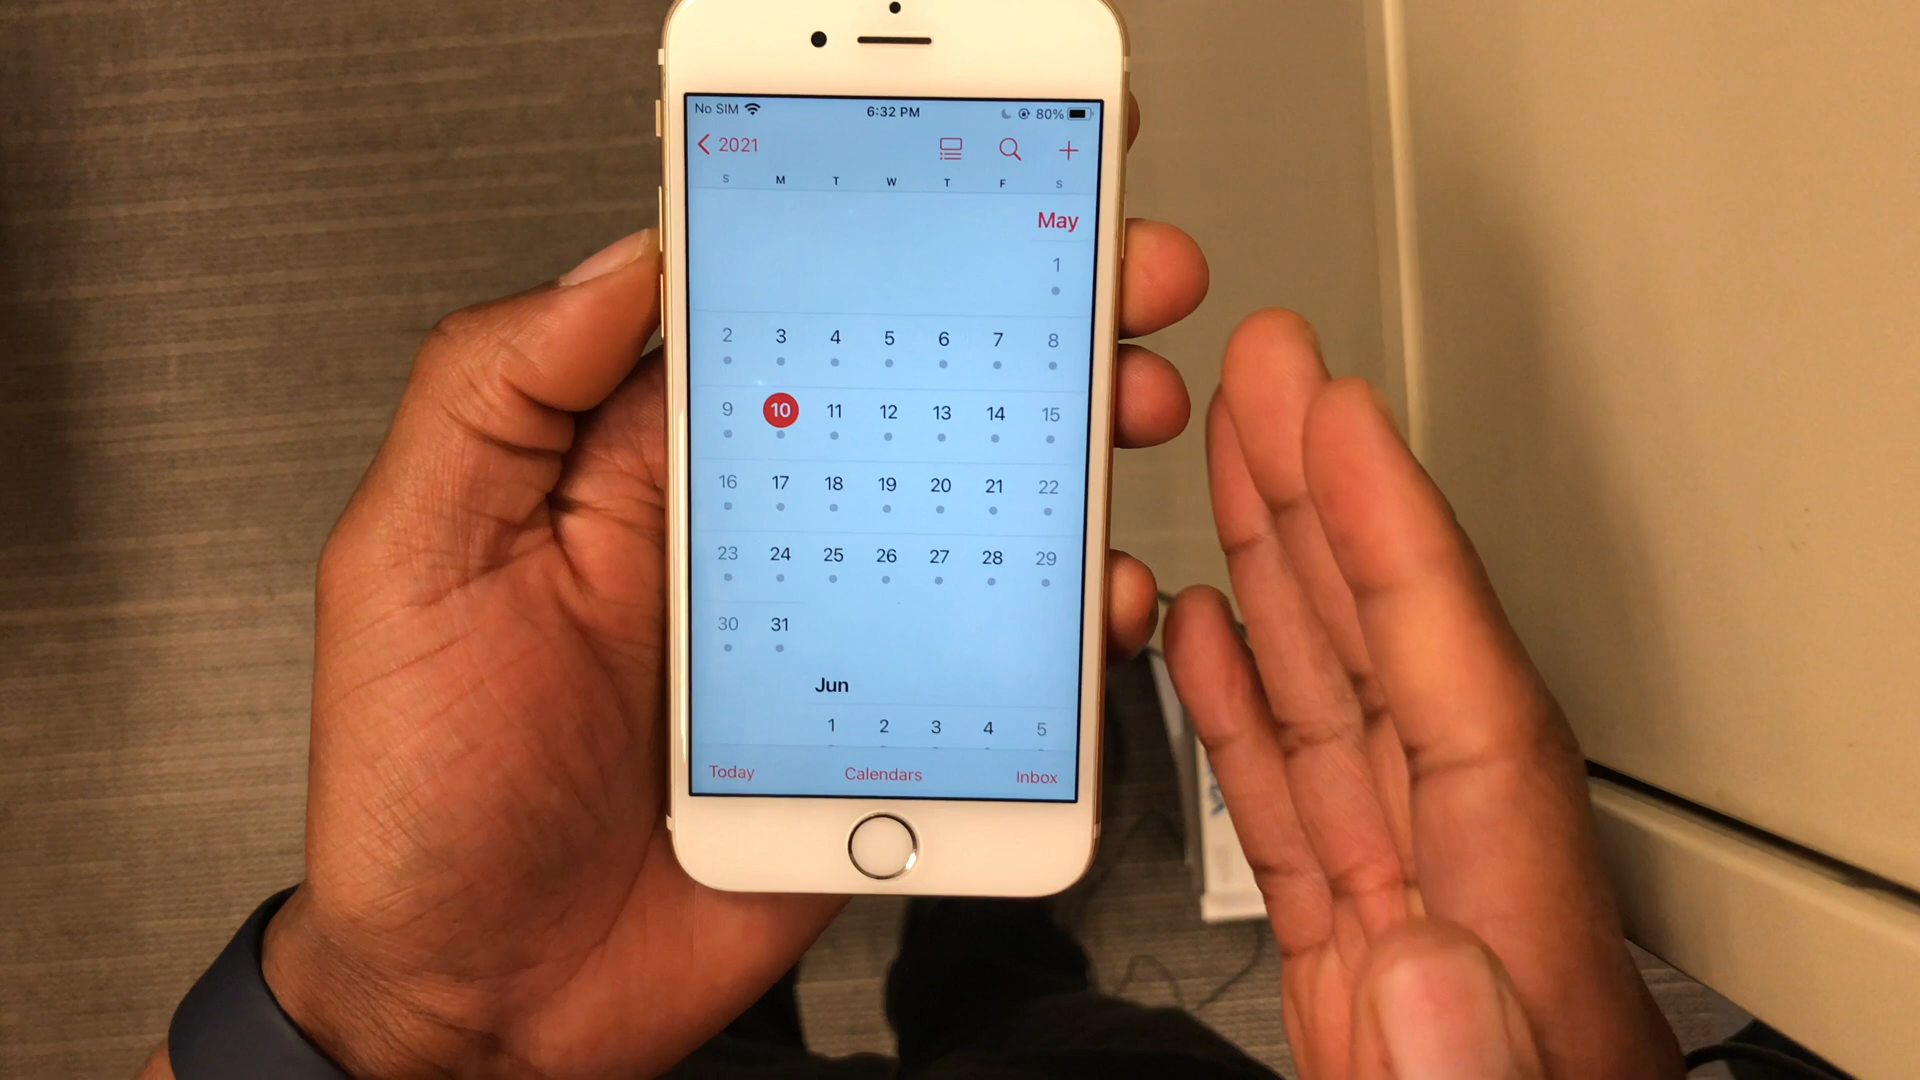 No SIM 6:32 PM 80%
2021
S M T W T F S
May
1
2 3 4 5 6 7 8
9 10 11 12 13 14 15
16 17 18 19 20 21 22
23 24 25 26 27 28 29
30 31
Jun
1 2 3 4 5
Today Calendars Inbox